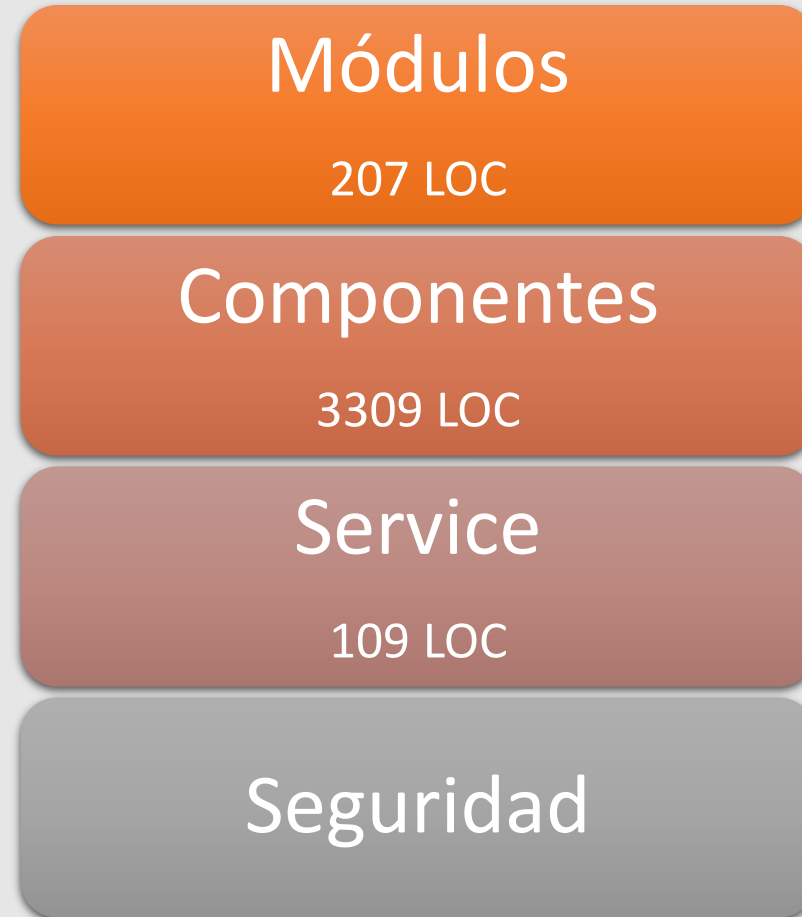 Módulos
207 LOC
Componentes
3309 LOC
Service
109 LOC
Seguridad